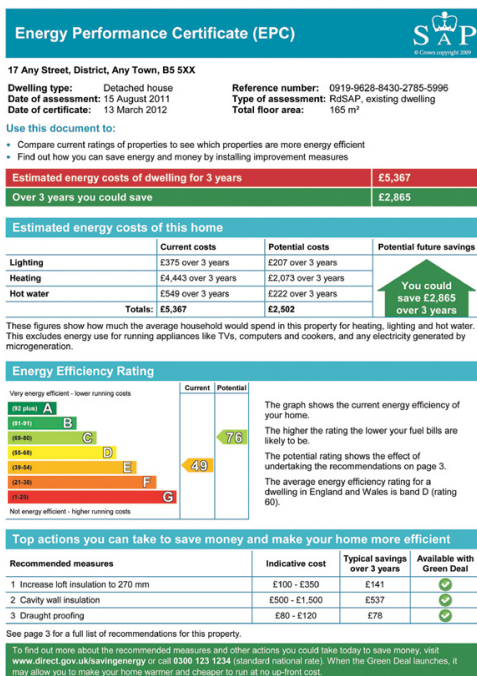 Energy Performance Certificate (EPC)
SAP
© Crown copyright 2009
17 Any Street, District, Any Town, B5 5XX
Dwelling type: Detached house
Reference number: 0919-9628-8430-2785-5996
Date of assessment: 15 August 2011
Type of assessment: RdSAP, existing dwelling
Date of certificate: 13 March 2012
Total floor area: 165 m²
Use this document to:
• Compare current ratings of properties to see which properties are more energy efficient
• Find out how you can save energy and money by installing improvement measures
Estimated energy costs of dwelling for 3 years £5,367
Over 3 years you could save £2,865
Estimated energy costs of this home
Current costs Potential costs Potential future savings
Lighting £375 over 3 years £207 over 3 years
Heating £4,443 over 3 years £2,073 over 3 years
Hot water £549 over 3 years £222 over 3 years
Totals: £5,367 £2,502
You could
save £2,865
over 3 years
These figures show how much the average household would spend in this property for heating, lighting and hot water.
This excludes energy use for running appliances like TVs, computers and cookers, and any electricity generated by
microgeneration.
Energy Efficiency Rating
Current Potential
Very energy efficient - lower running costs
(92 plus) A
(81-91) B
(69-80) C
(55-68) D
(39-54) E
(21-38) F
(1-20) G
49
76
Not energy efficient - higher running costs
The graph shows the current energy efficiency of
your home.
The higher the rating the lower your fuel bills are
likely to be.
The potential rating shows the effect of
undertaking the recommendations on page 3.
The average energy efficiency rating for a
dwelling in England and Wales is band D (rating
60).
Top actions you can take to save money and make your home more efficient
Recommended measures Indicative cost Typical savings over 3 years Available with Green Deal
1 Increase loft insulation to 270 mm £100 - £350 £141
2 Cavity wall insulation £500 - £1,500 £537
3 Draught proofing £80 - £120 £78
See page 3 for a full list of recommendations for this property.
To find out more about the recommended measures and other actions you could take today to save money, visit
www.direct.gov.uk/savingenergy or call 0300 123 1234 (standard national rate). When the Green Deal launches, it
may allow you to make your home warmer and cheaper to run at no up-front cost.